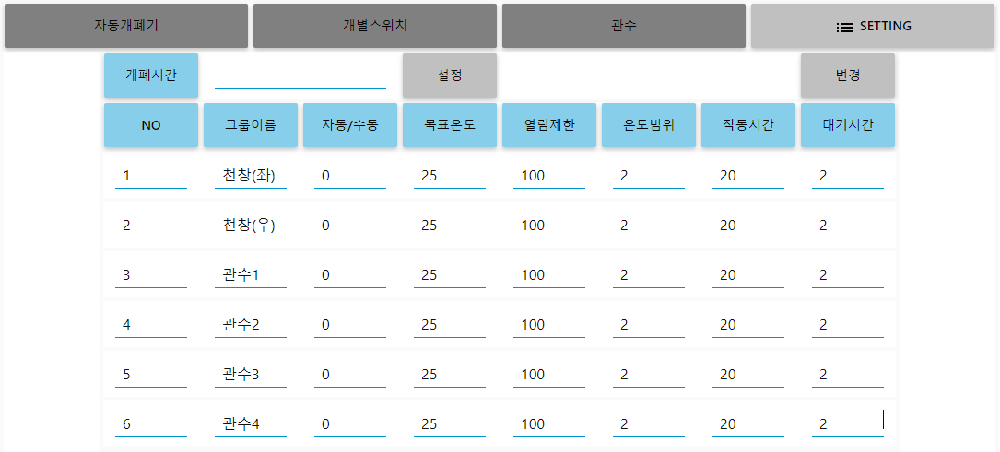 자동개폐기 개별스위치 관수 SETTING
개폐시간 설정 변경
NO 그룹이름 자동/수동 목표온도 열림제한 온도범위 작동시간 대기시간
1 천창(좌) 0 25 100 2 20 2
2 천창(우) 0 25 100 2 20 2
3 관수1 0 25 100 2 20 2
4 관수2 0 25 100 2 20 2
5 관수3 0 25 100 2 20 2
6 관수4 0 25 100 2 20 2